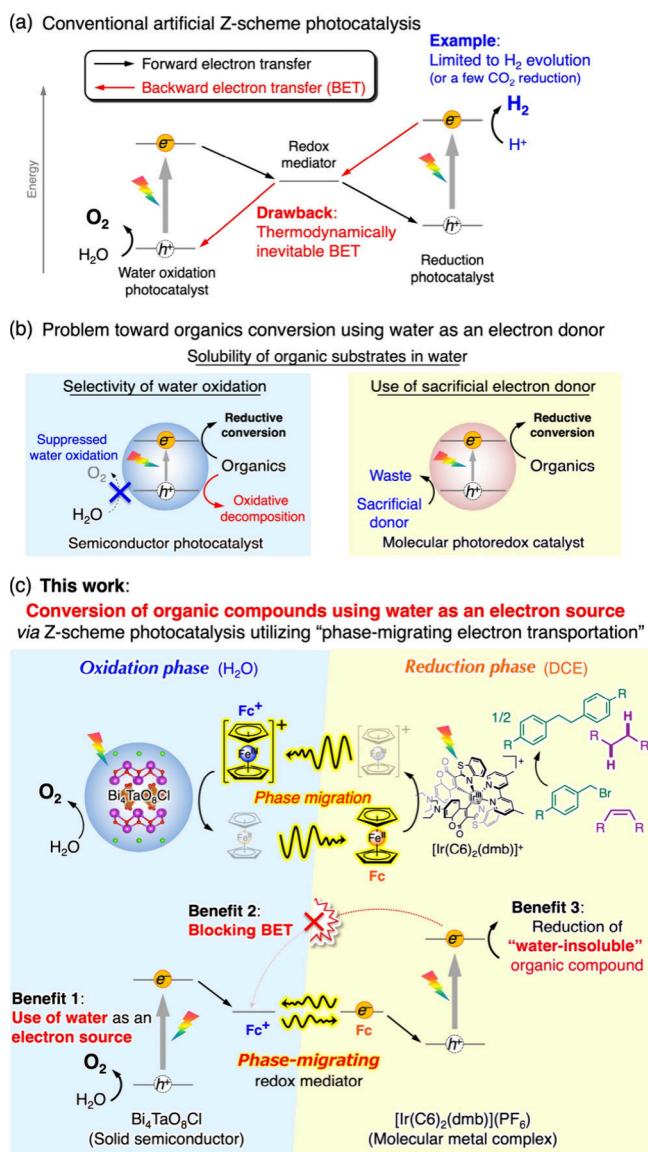 (a) Conventional artificial Z-scheme photocatalysis
Forward electron transfer
Backward electron transfer (BET)
Example:
Limited to H₂ evolution
(or a few CO₂ reduction)
H₂
H⁺
Energy
e⁻
Redox
mediator
e⁻
O₂
H₂O
h⁺
Drawback:
Thermodynamically
inevitable BET
h⁺
Water oxidation
photocatalyst
Reduction
photocatalyst
(b) Problem toward organics conversion using water as an electron donor
Solubility of organic substrates in water
Selectivity of water oxidation
Suppressed
water oxidation
O₂
H₂O
e⁻
h⁺
Reductive
conversion
Organics
Oxidative
decomposition
Semiconductor photocatalyst
Use of sacrificial electron donor
Waste
Sacrificial
donor
e⁻
h⁺
Reductive
conversion
Organics
Molecular photoredox catalyst
(c) This work:
Conversion of organic compounds using water as an electron source
via Z-scheme photocatalysis utilizing “phase-migrating electron transportation”
Oxidation phase (H₂O)
Reduction phase (DCE)
O₂
H₂O
Bi₄TaO₈Cl
Fc⁺
+
Feᴵᴵᴵ
Phase migration
Feᴵᴵ
Fc
+
[Ir(C6)₂(dmb)]⁺
1/2
R
R
H
R
R
H
Br
R
R
R
Benefit 2:
Blocking BET
Benefit 3:
Reduction of
“water-insoluble”
organic compound
Benefit 1:
Use of water as an
electron source
e⁻
Fc⁺
e⁻
Fc
e⁻
h⁺
O₂
H₂O
h⁺
Phase-migrating
redox mediator
Bi₄TaO₈Cl
(Solid semiconductor)
[Ir(C6)₂(dmb)](PF₆)
(Molecular metal complex)